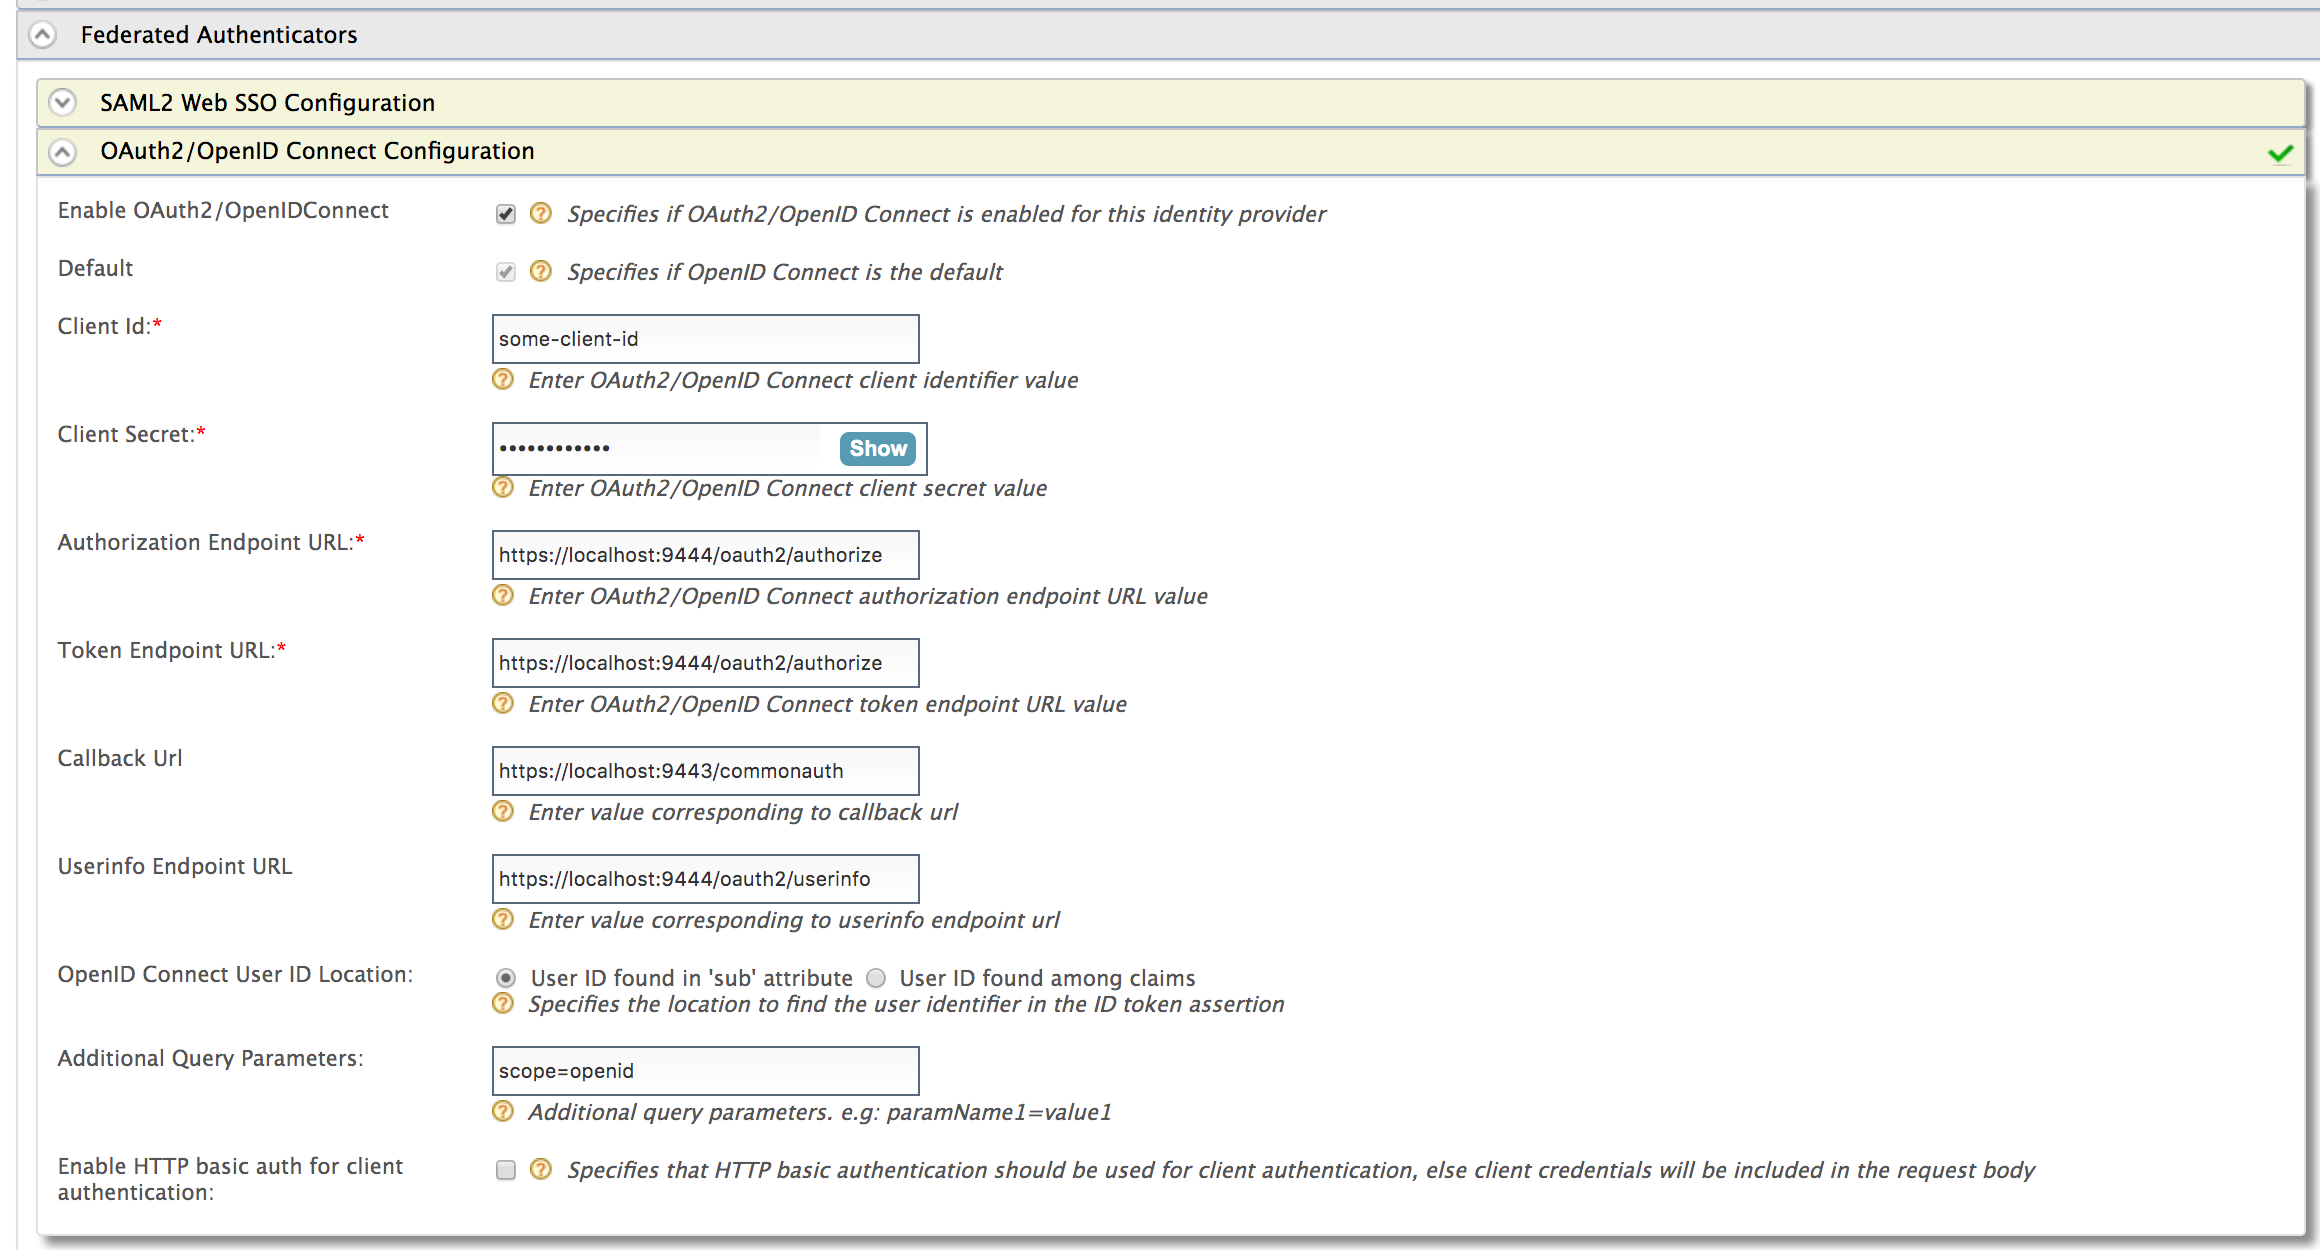 Federated Authenticators
SAML2 Web SSO Configuration
OAuth2/OpenID Connect Configuration
Enable OAuth2/OpenIDConnect
Specifies if OAuth2/OpenID Connect is enabled for this identity provider
Default
Specifies if OpenID Connect is the default
Client Id:*
some-client-id
Enter OAuth2/OpenID Connect client identifier value
Client Secret:*
••••••••••••
Show
Enter OAuth2/OpenID Connect client secret value
Authorization Endpoint URL:*
https://localhost:9444/oauth2/authorize
Enter OAuth2/OpenID Connect authorization endpoint URL value
Token Endpoint URL:*
https://localhost:9444/oauth2/authorize
Enter OAuth2/OpenID Connect token endpoint URL value
Callback Url
https://localhost:9443/commonauth
Enter value corresponding to callback url
Userinfo Endpoint URL
https://localhost:9444/oauth2/userinfo
Enter value corresponding to userinfo endpoint url
OpenID Connect User ID Location:
User ID found in 'sub' attribute
User ID found among claims
Specifies the location to find the user identifier in the ID token assertion
Additional Query Parameters:
scope=openid
Additional query parameters. e.g: paramName1=value1
Enable HTTP basic auth for client
authentication:
Specifies that HTTP basic authentication should be used for client authentication, else client credentials will be included in the request body